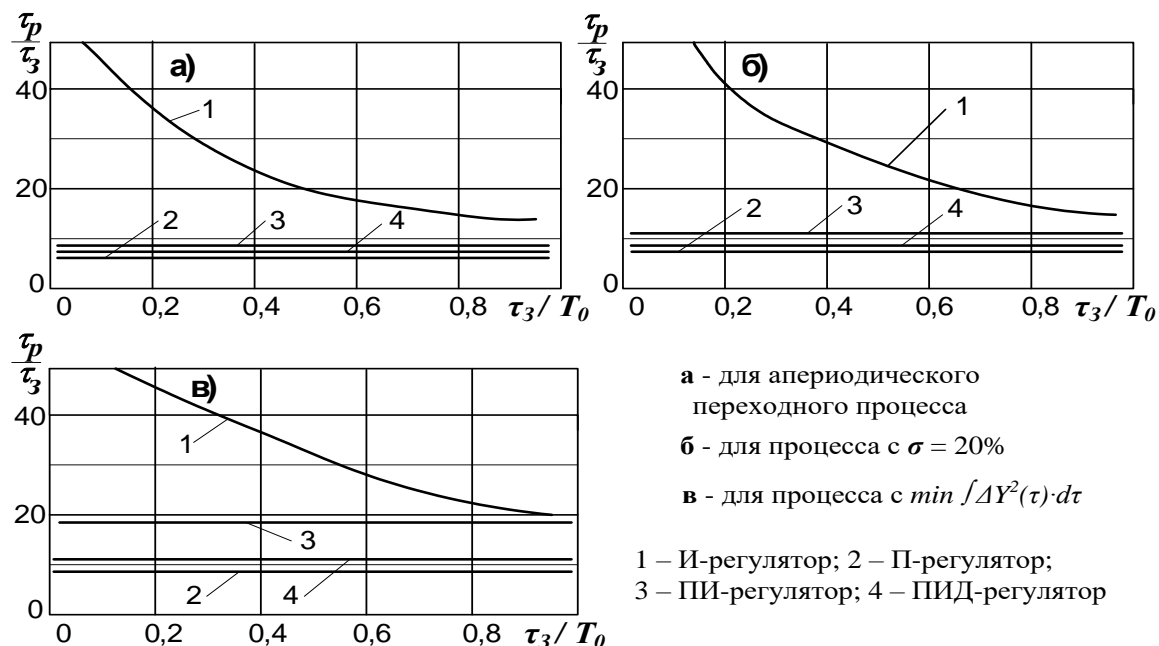 τp/τз
40
20
0
а)
1
2
3
4
0 0,2 0,4 0,6 0,8 τз / T0
τp/τз
40
20
0
б)
1
2
3
4
0 0,2 0,4 0,6 0,8 τз / T0
τp/τз
40
20
0
в)
1
3
2
4
0 0,2 0,4 0,6 0,8 τз / T0
а - для апериодического
переходного процесса
б - для процесса с σ = 20%
в - для процесса с min ∫ΔY²(τ)·dτ
1 – И-регулятор; 2 – П-регулятор;
3 – ПИ-регулятор; 4 – ПИД-регулятор